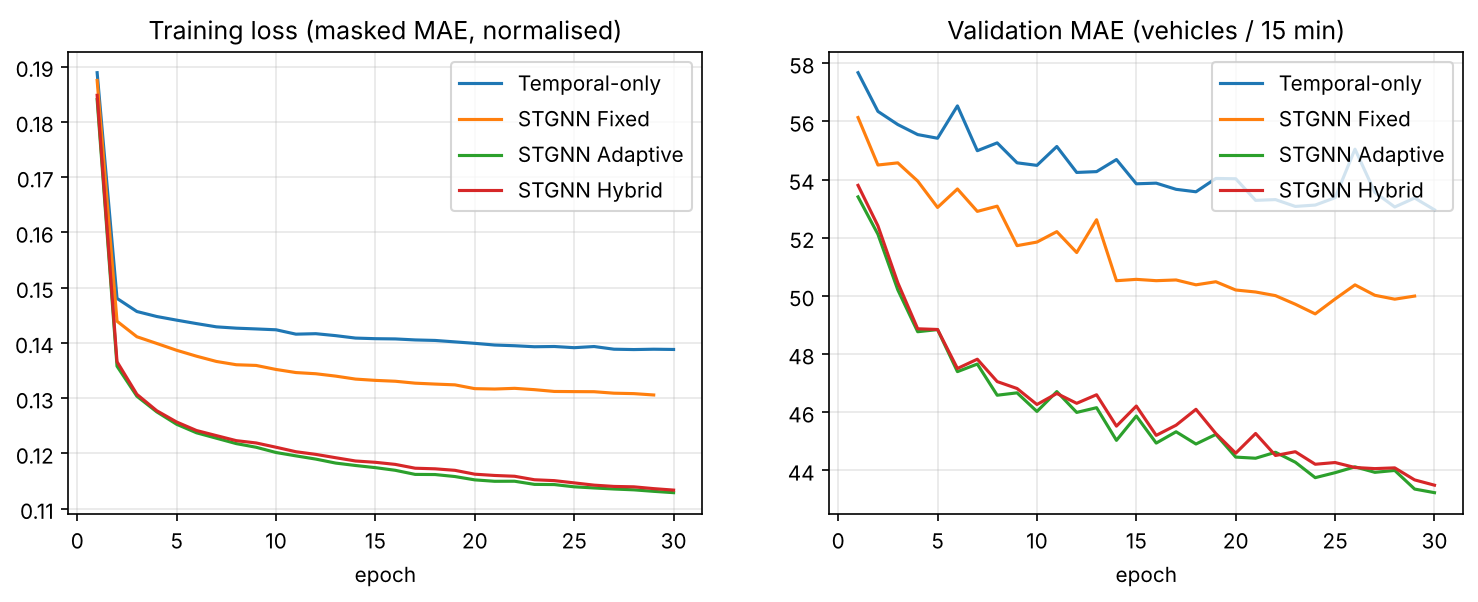 Training loss (masked MAE, normalised)
0.19
0.18
0.17
0.16
0.15
0.14
0.13
0.12
0.11
0 5 10 15 20 25 30
epoch
Temporal-only
STGNN Fixed
STGNN Adaptive
STGNN Hybrid
Validation MAE (vehicles / 15 min)
58
56
54
52
50
48
46
44
0 5 10 15 20 25 30
epoch
Temporal-only
STGNN Fixed
STGNN Adaptive
STGNN Hybrid